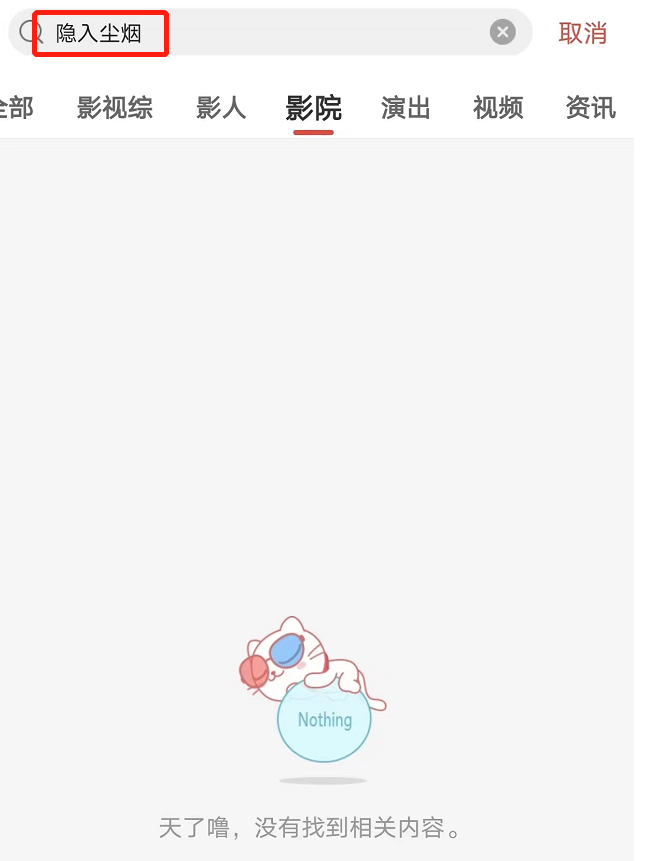 隐入尘烟 取消
全部 影视综 影人 影院 演出 视频 资讯
Nothing
天了噜，没有找到相关内容。